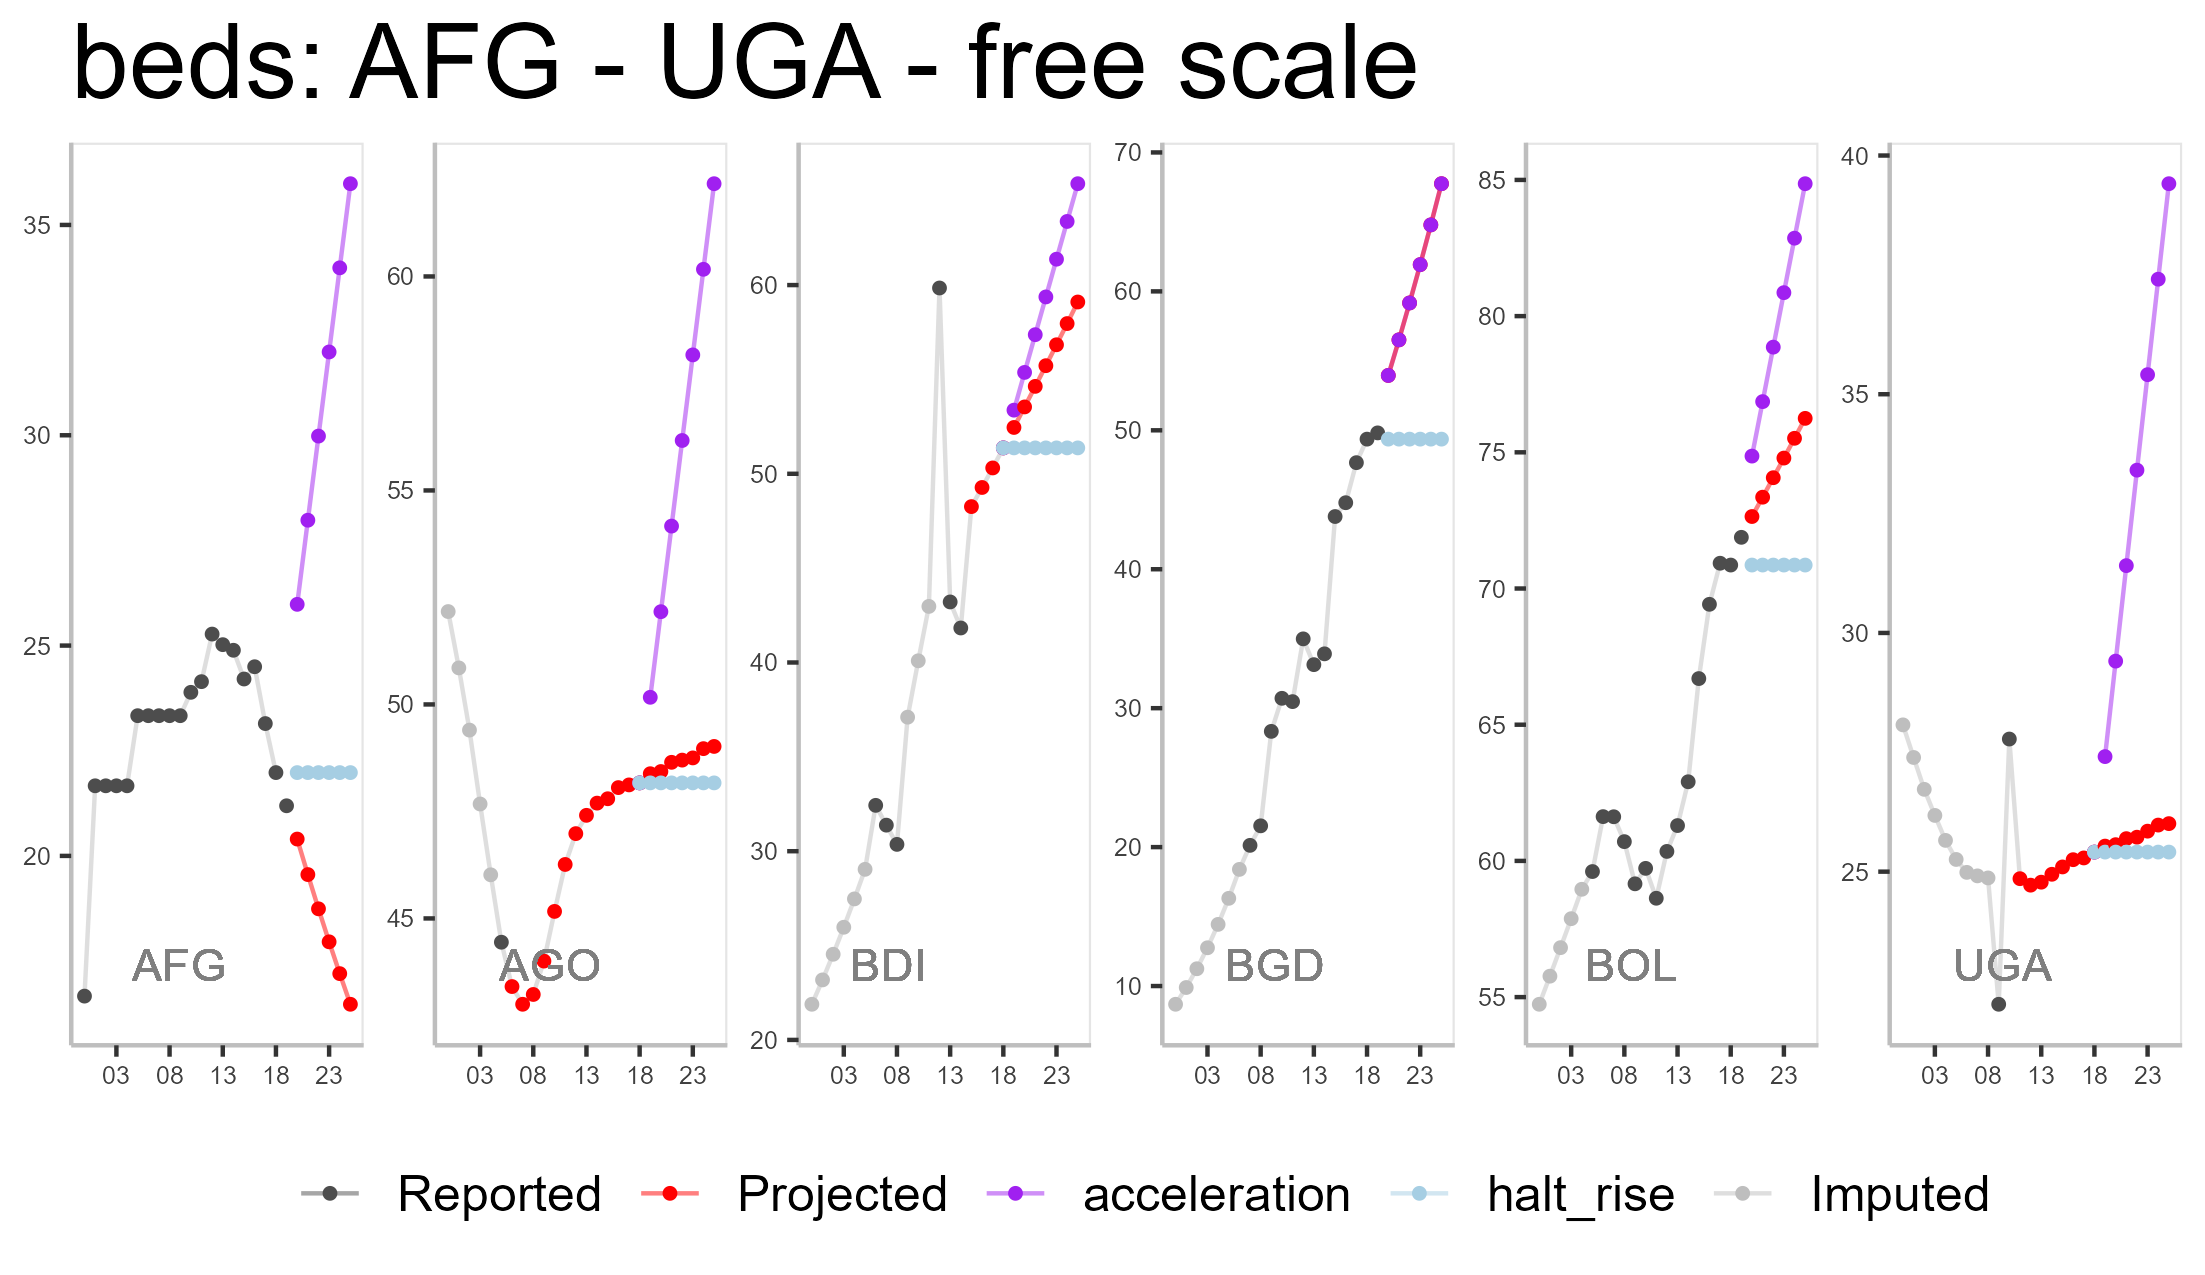 beds: AFG - UGA - free scale
35
30
25
20
03 08 13 18 23
AFG
60
55
50
45
03 08 13 18 23
AGO
60
50
40
30
20
03 08 13 18 23
BDI
70
60
50
40
30
20
10
03 08 13 18 23
BGD
85
80
75
70
65
60
55
03 08 13 18 23
BOL
40
35
30
25
03 08 13 18 23
UGA
Reported Projected acceleration halt_rise Imputed